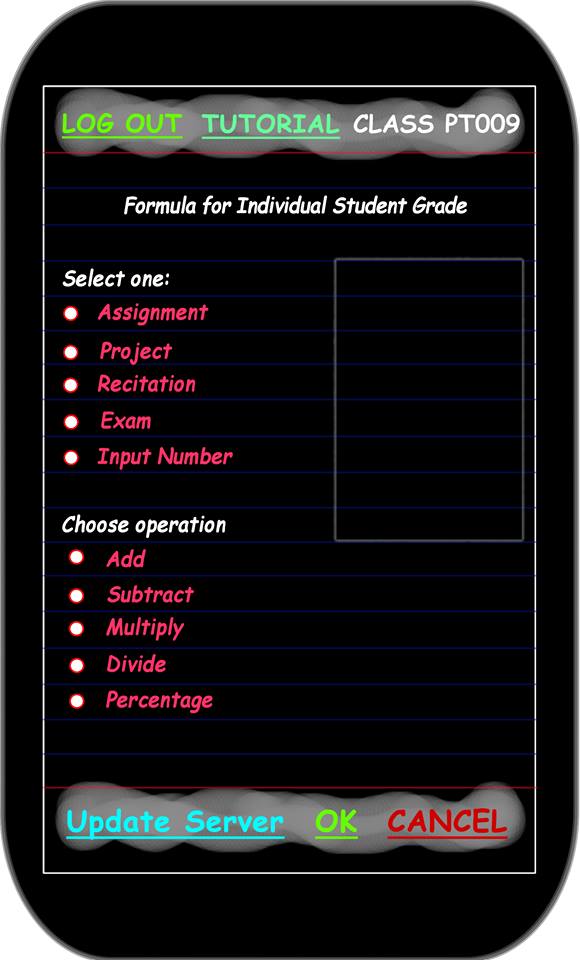 LOG OUT TUTORIAL CLASS PT009
Formula for Individual Student Grade
Select one:
Assignment
Project
Recitation
Exam
Input Number
Choose operation
Add
Subtract
Multiply
Divide
Percentage
Update Server OK CANCEL